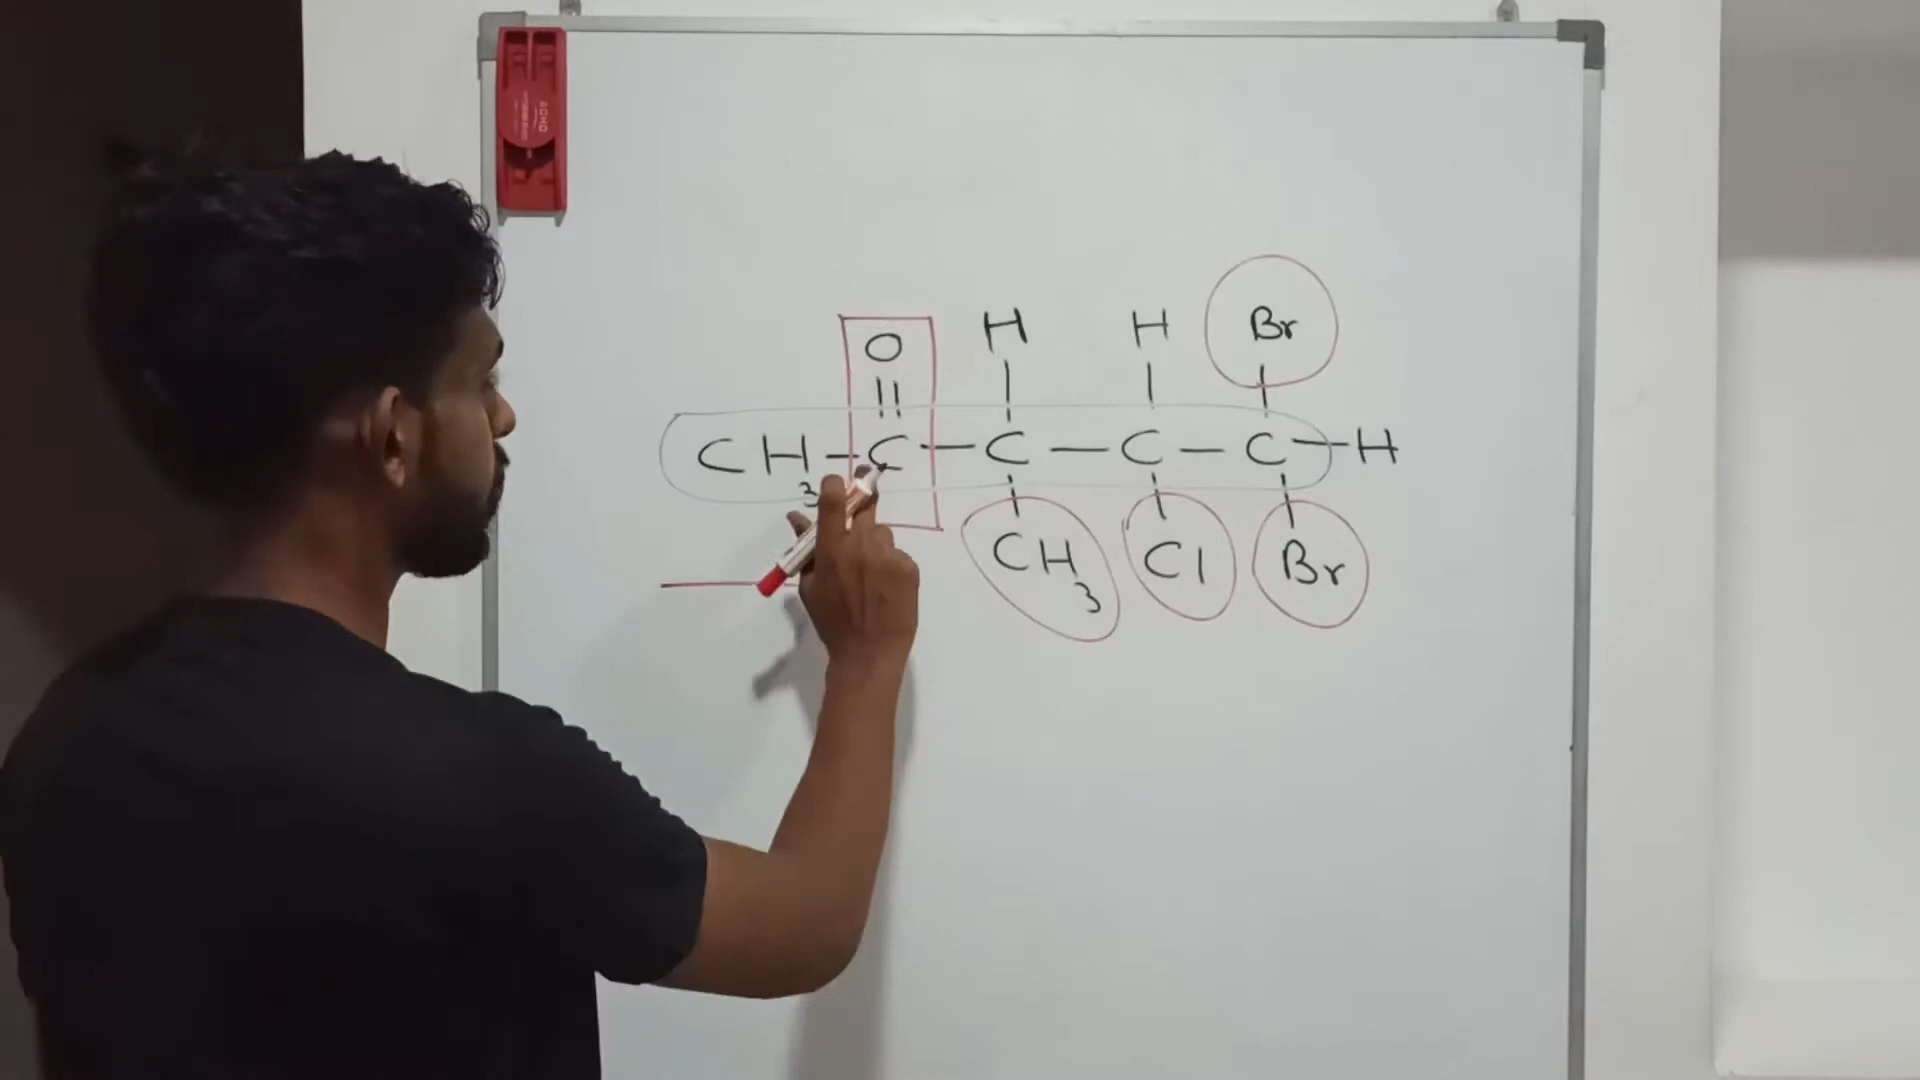 O H H Br
|| | | |
CH3-C-C-C-C-H
| | |
CH3 Cl Br